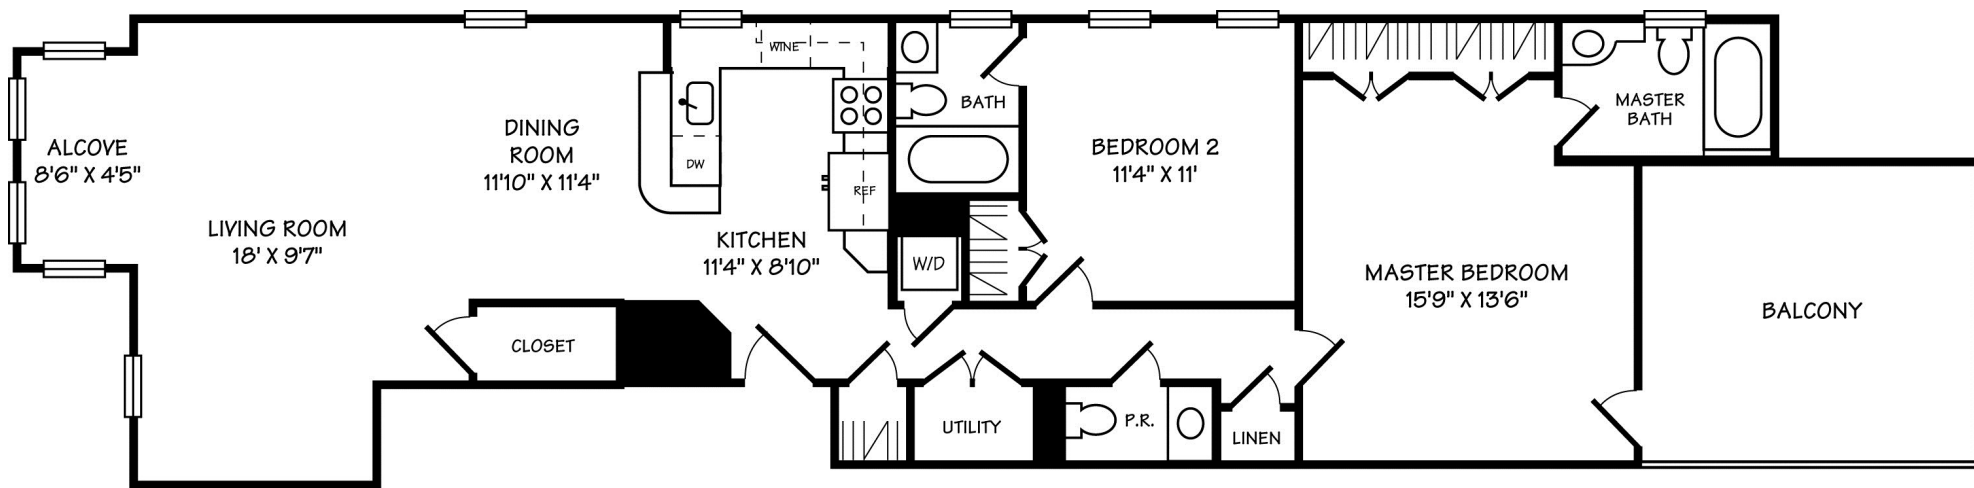 ALCOVE
8'6" X 4'5"
LIVING ROOM
18' X 9'7"
DINING
ROOM
11'10" X 11'4"
CLOSET
WINE
DW
REF
KITCHEN
11'4" X 8'10"
BATH
W/D
BEDROOM 2
11'4" X 11'
UTILITY
P.R.
LINEN
MASTER
BATH
MASTER BEDROOM
15'9" X 13'6"
BALCONY